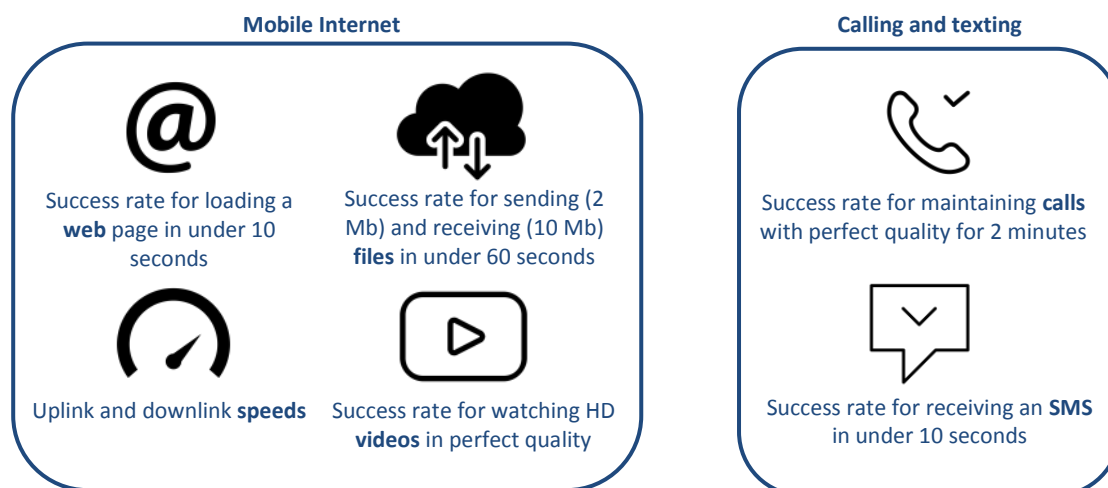 Mobile Internet
Success rate for loading a
web page in under 10
seconds
Success rate for sending (2
Mb) and receiving (10 Mb)
files in under 60 seconds
Uplink and downlink speeds
Success rate for watching HD
videos in perfect quality
Calling and texting
Success rate for maintaining calls
with perfect quality for 2 minutes
Success rate for receiving an SMS
in under 10 seconds